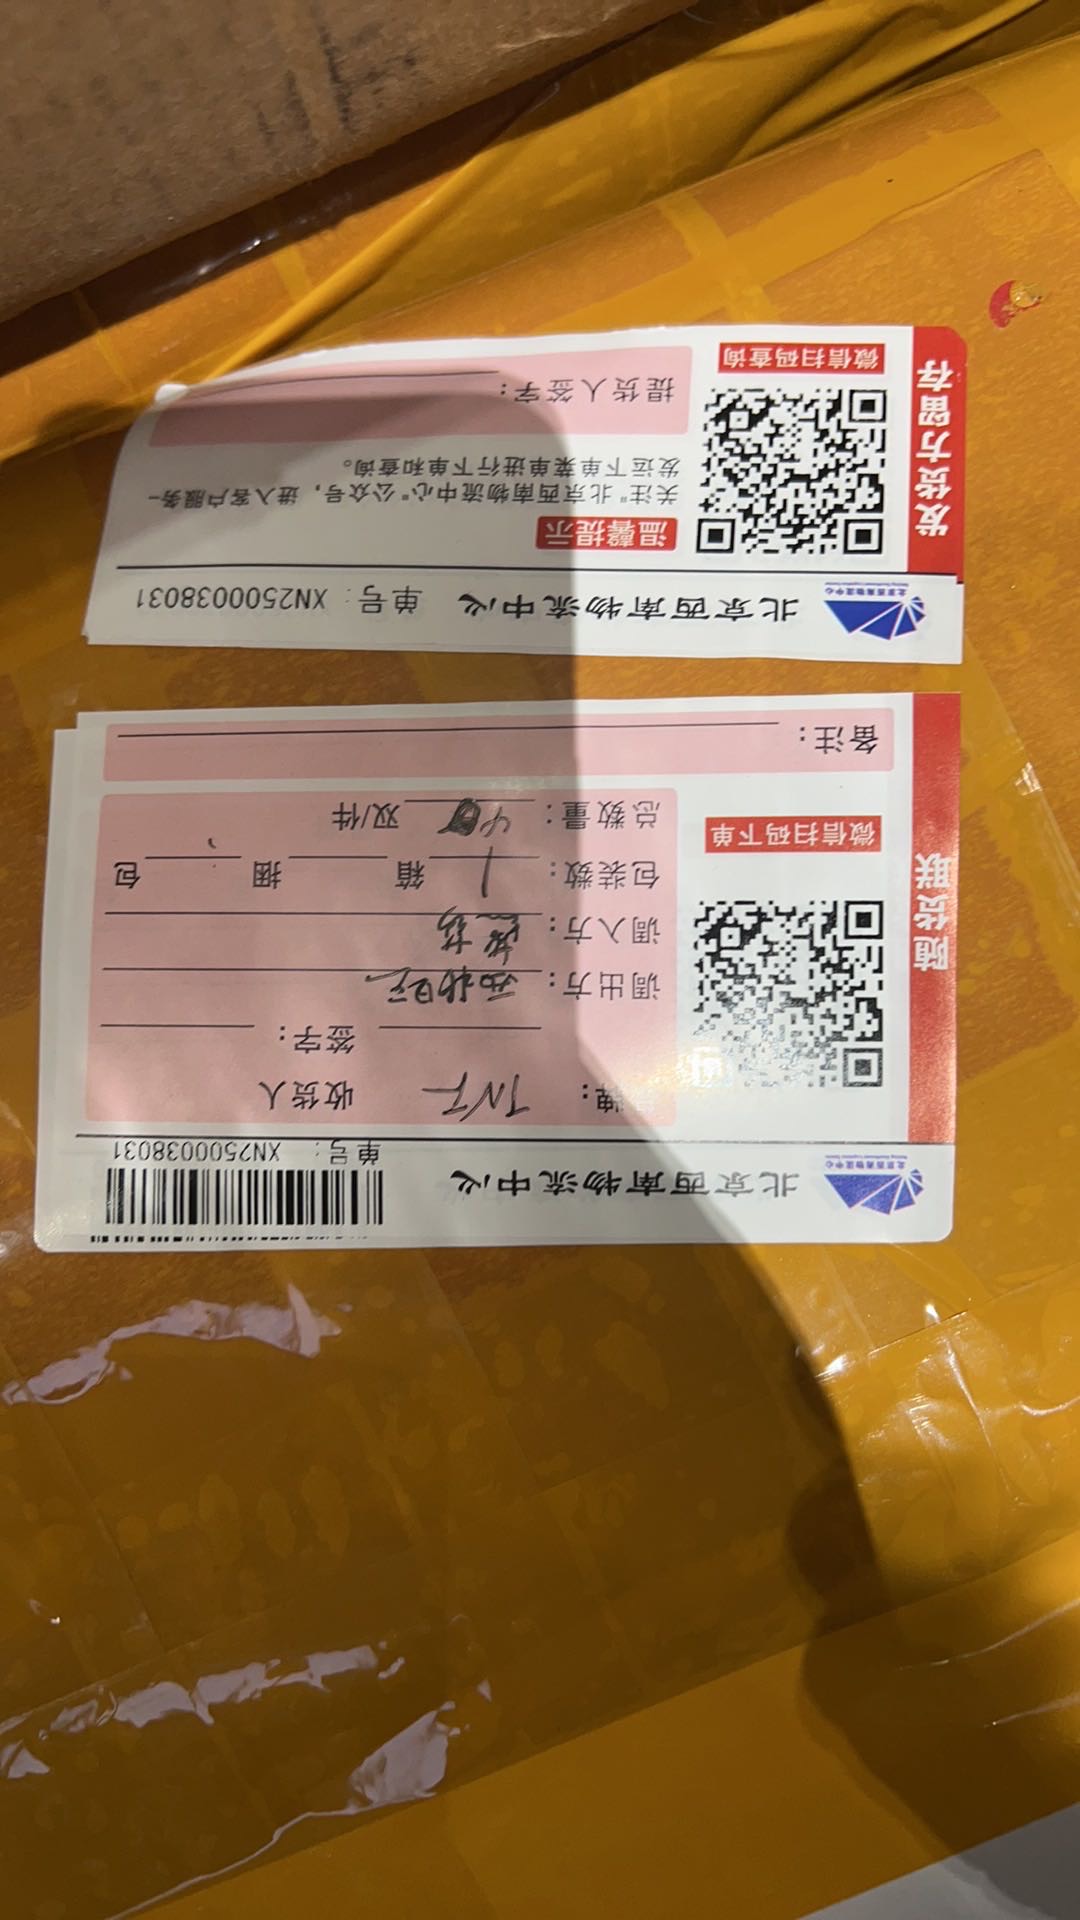 北京西南物流中心
单号: XN2500038031
随货联
品牌: TNF
收货人
签字:
调出方: 西北旺
调入方:
包装数: 1 箱 捆 包
总数量: 双/件
微信扫码下单
备注:
北京西南物流中心 单号: XN2500038031
发货方留存
温馨提示
关注“北京西南物流中心”公众号，进入客户服务-
发运下单菜单进行下单和查询。
提货人签字:
微信扫码查询